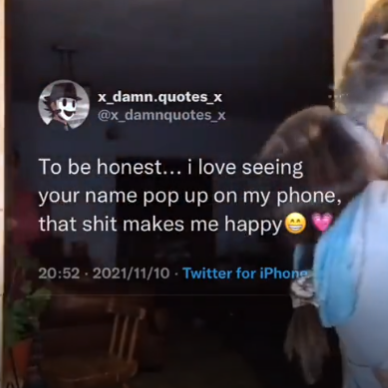 x_damn.quotes_x
@x_damnquotes_x
To be honest... i love seeing
your name pop up on my phone,
that shit makes me happy😁 💗
20:52 · 2021/11/10 · Twitter for iPhone